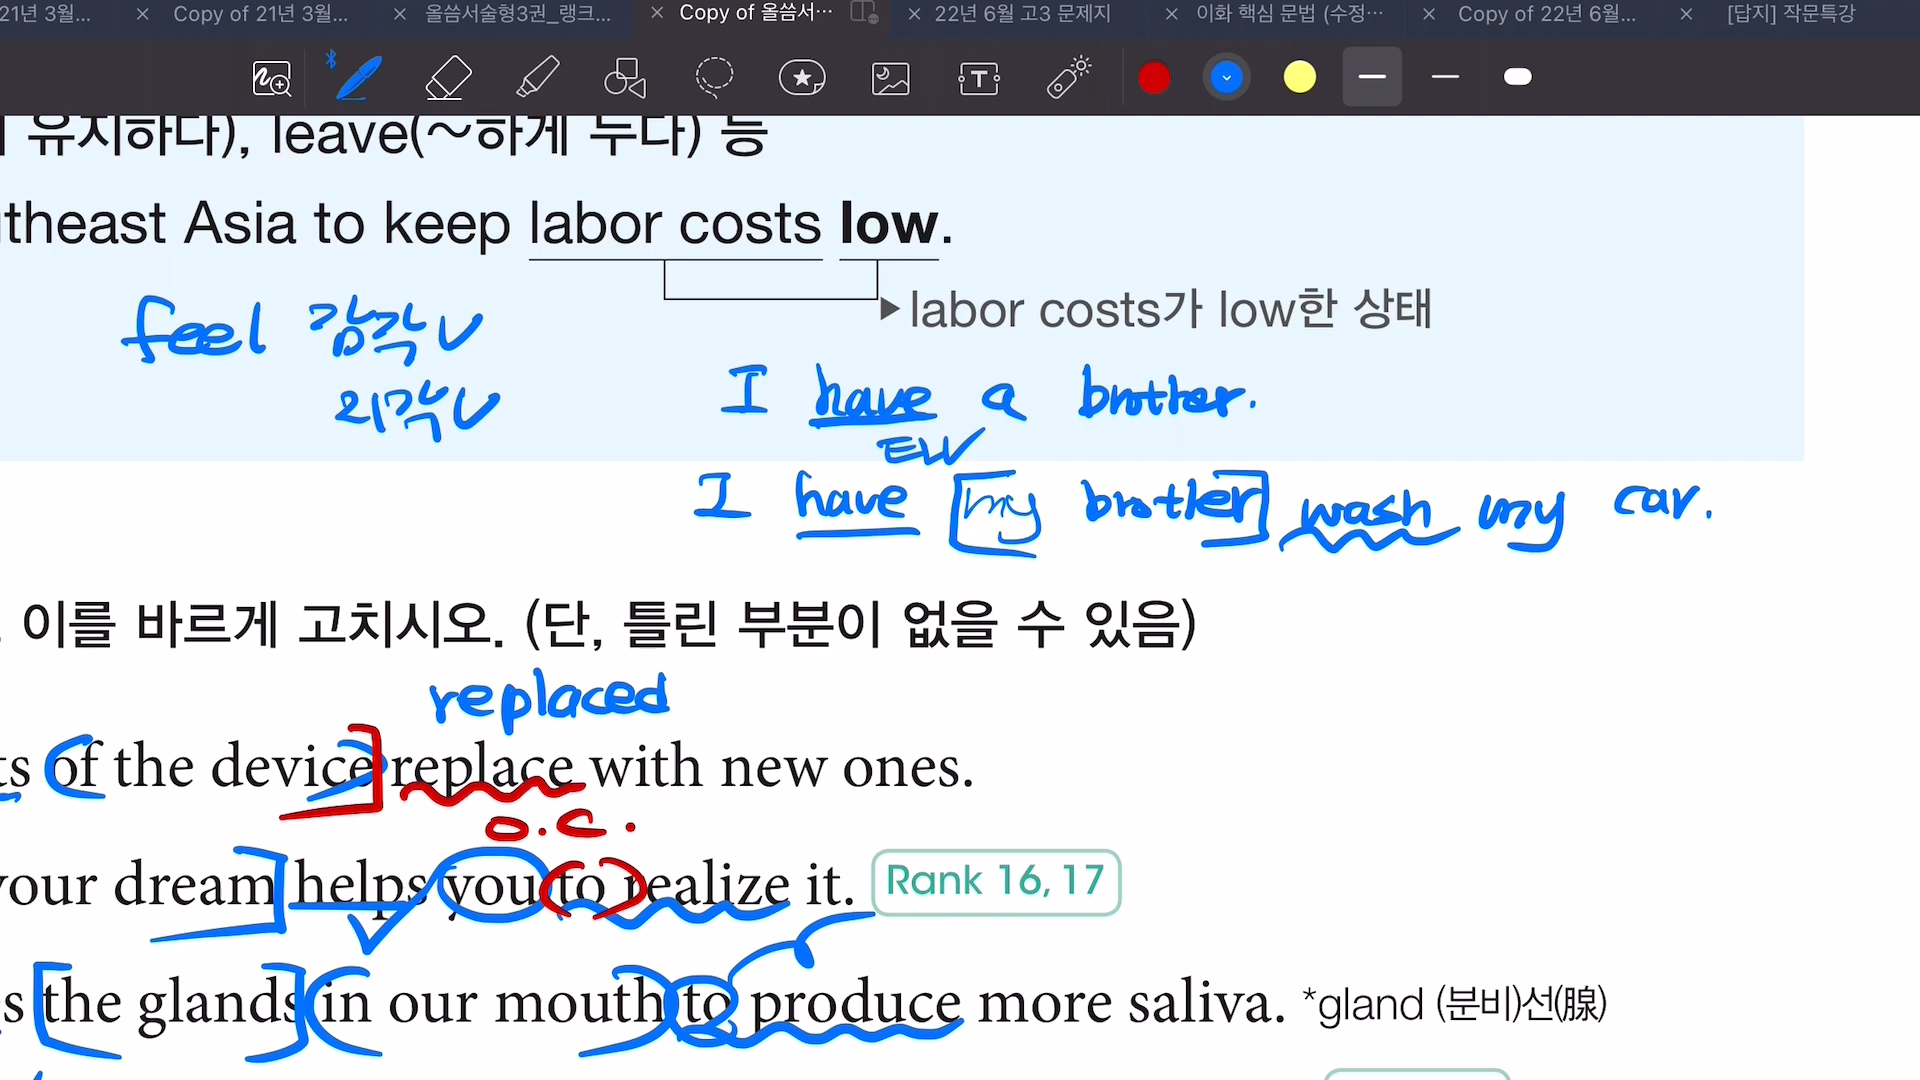 21년 3월... × Copy of 21년 3월... × 올씀서술형3권_랭크... × Copy of 올씀서... × 22년 6월 고3 문제지 × 이화 핵심 문법 (수정... × Copy of 22년 6월... × [답지] 작문특강
유지하다), leave(～하게 두다) 등
utheast Asia to keep labor costs low.
▶labor costs가 low한 상태
feel 감각v
지각v
I have a brother.
I have [my brother] wash my car.
이를 바르게 고치시오. (단, 틀린 부분이 없을 수 있음)
replaced
ts of the device] replace with new ones.
o.c.
your dream] helps you (to) realize it. Rank 16, 17
s [the glands] (in our mouth) to produce more saliva. *gland (분비)선(腺)